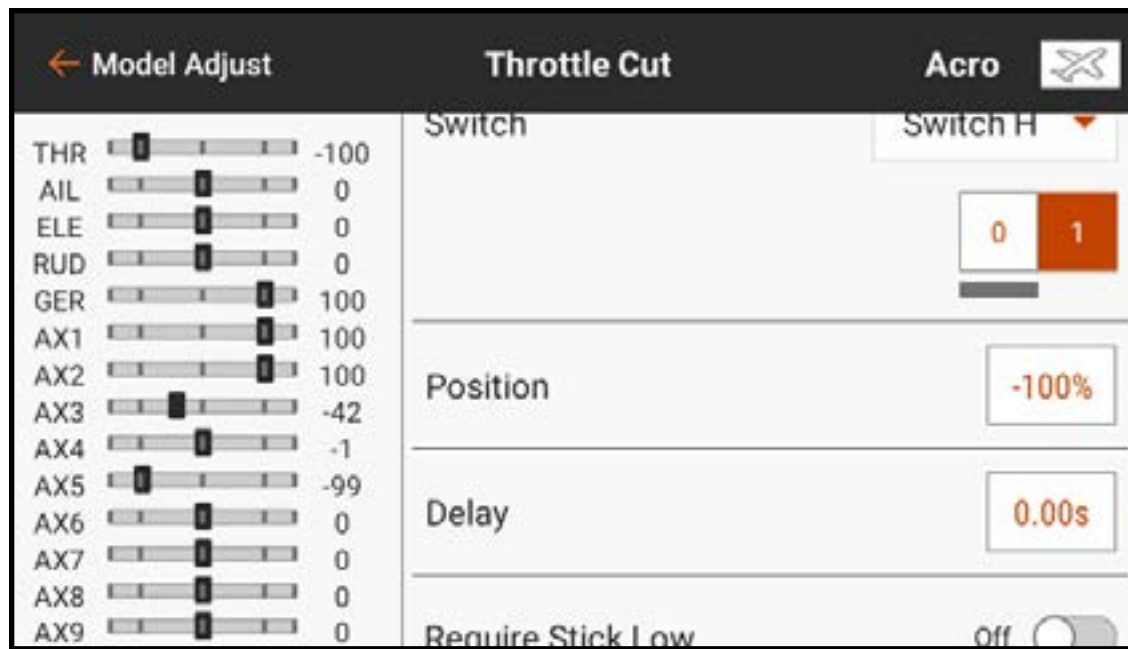 ← Model Adjust Throttle Cut Acro
THR -100
AIL 0
ELE 0
RUD 0
GER 100
AX1 100
AX2 100
AX3 -42
AX4 -1
AX5 -99
AX6 0
AX7 0
AX8 0
AX9 0
Switch Switch H
0 1
Position -100%
Delay 0.00s
Require Stick Low Off